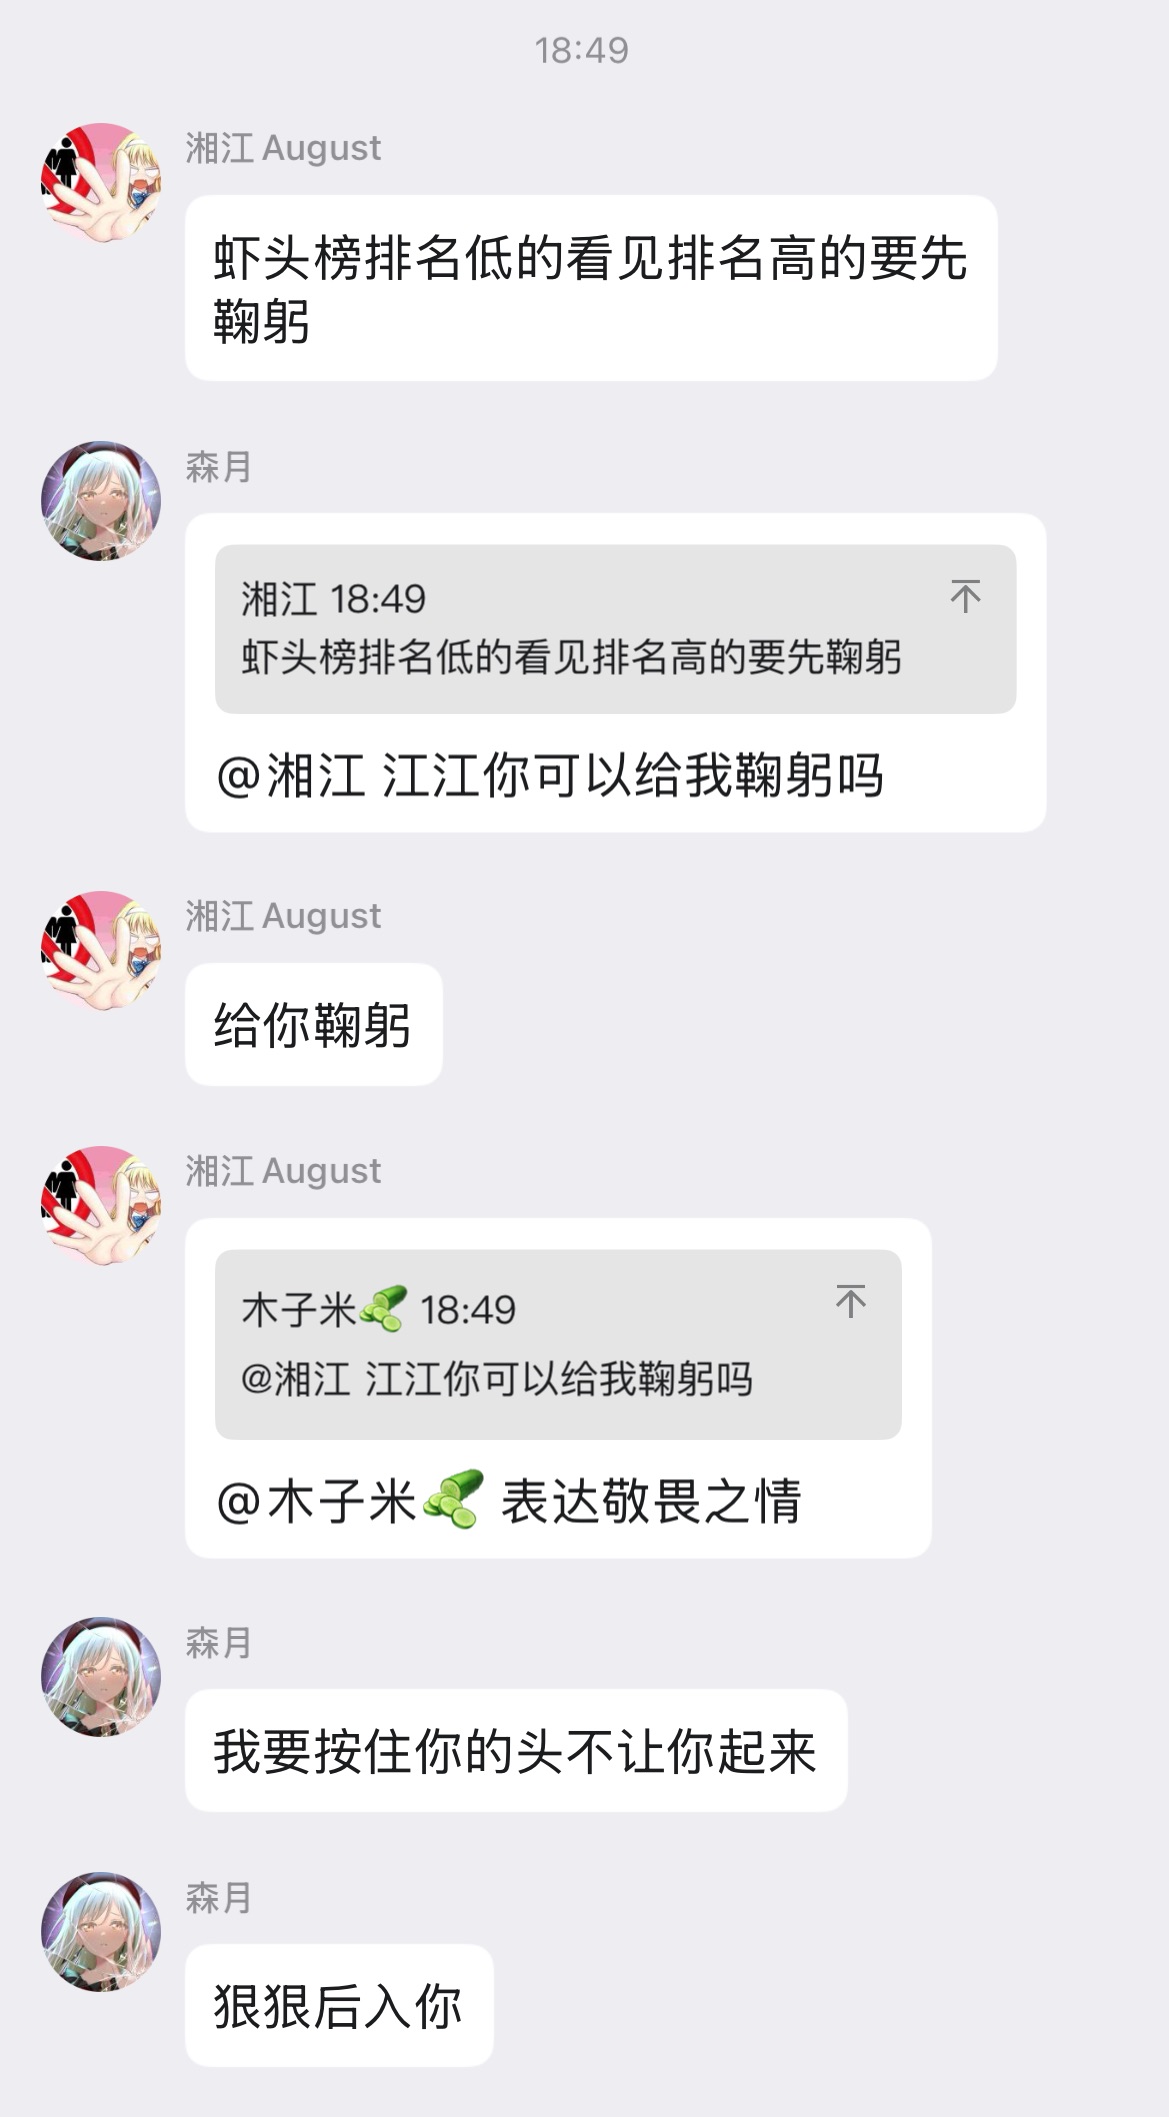 18:49
湘江 August
虾头榜排名低的看见排名高的要先
鞠躬
森月
湘江 18:49
虾头榜排名低的看见排名高的要先鞠躬
@湘江 江江你可以给我鞠躬吗
湘江 August
给你鞠躬
湘江 August
木子米🥒 18:49
@湘江 江江你可以给我鞠躬吗
@木子米🥒 表达敬畏之情
森月
我要按住你的头不让你起来
森月
狠狠后入你